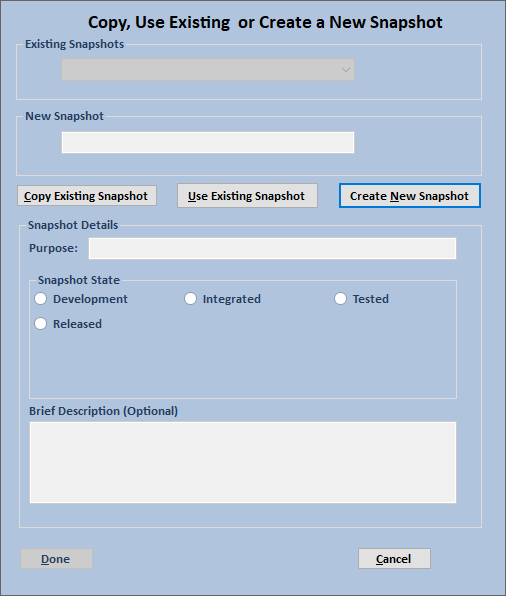 Copy, Use Existing or Create a New Snapshot
Existing Snapshots
New Snapshot
Copy Existing Snapshot Use Existing Snapshot Create New Snapshot
Snapshot Details
Purpose:
Snapshot State
Development Integrated Tested
Released
Brief Description (Optional)
Done Cancel